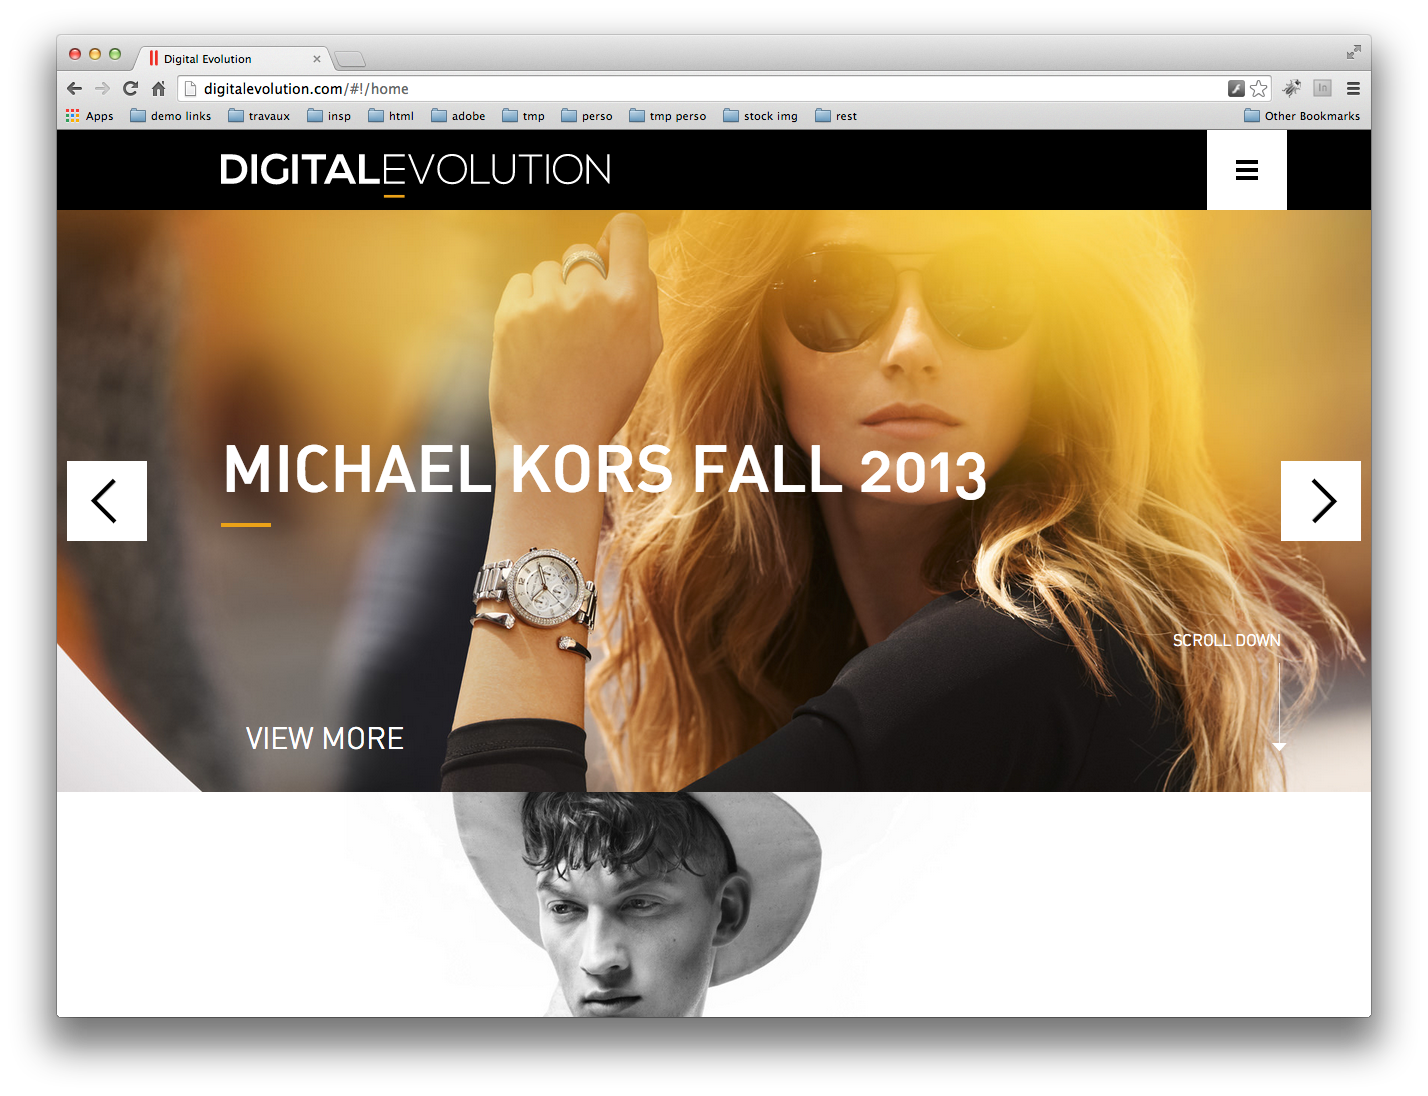 Digital Evolution
digitalevolution.com/#!/home
In
Apps demo links travaux insp html adobe tmp perso tmp perso stock img rest Other Bookmarks
DIGITALEVOLUTION
MICHAEL KORS FALL 2013
SCROLL DOWN
VIEW MORE